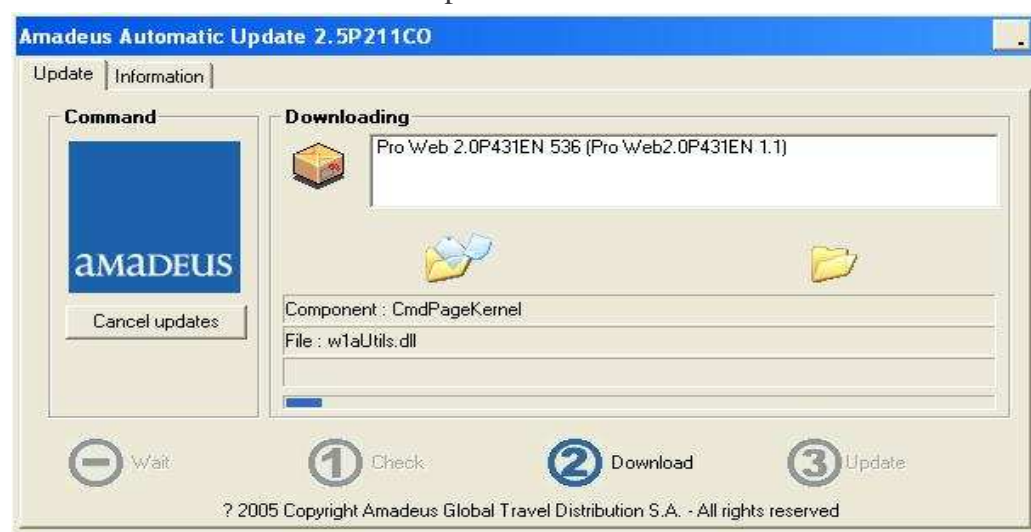 Amadeus Automatic Update 2.5P211CO
Update Information
Command
Downloading
Pro Web 2.0P431EN 536 (Pro Web2.0P431EN 1.1)
aMaDEUS
Cancel updates
Component : CmdPageKernel
File : w1aUtils.dll
Wait 1 Check 2 Download 3 Update
? 2005 Copyright Amadeus Global Travel Distribution S.A. - All rights reserved